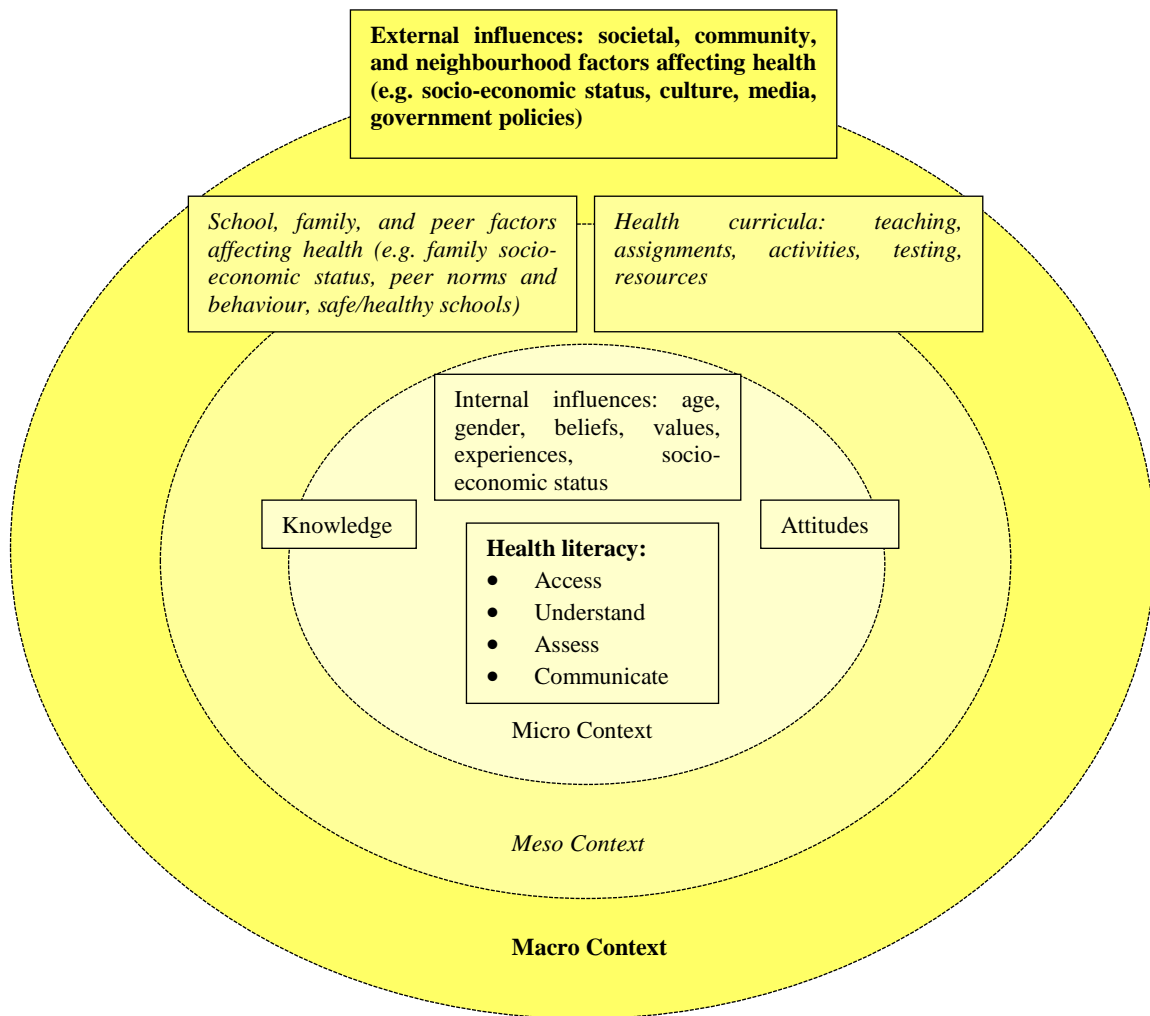 External influences: societal, community,
and neighbourhood factors affecting health
(e.g. socio-economic status, culture, media,
government policies)
School, family, and peer factors
affecting health (e.g. family socio-
economic status, peer norms and
behaviour, safe/healthy schools)
Health curricula: teaching,
assignments, activities, testing,
resources
Internal influences: age,
gender, beliefs, values,
experiences, socio-
economic status
Knowledge
Attitudes
Health literacy:
• Access
• Understand
• Assess
• Communicate
Micro Context
Meso Context
Macro Context